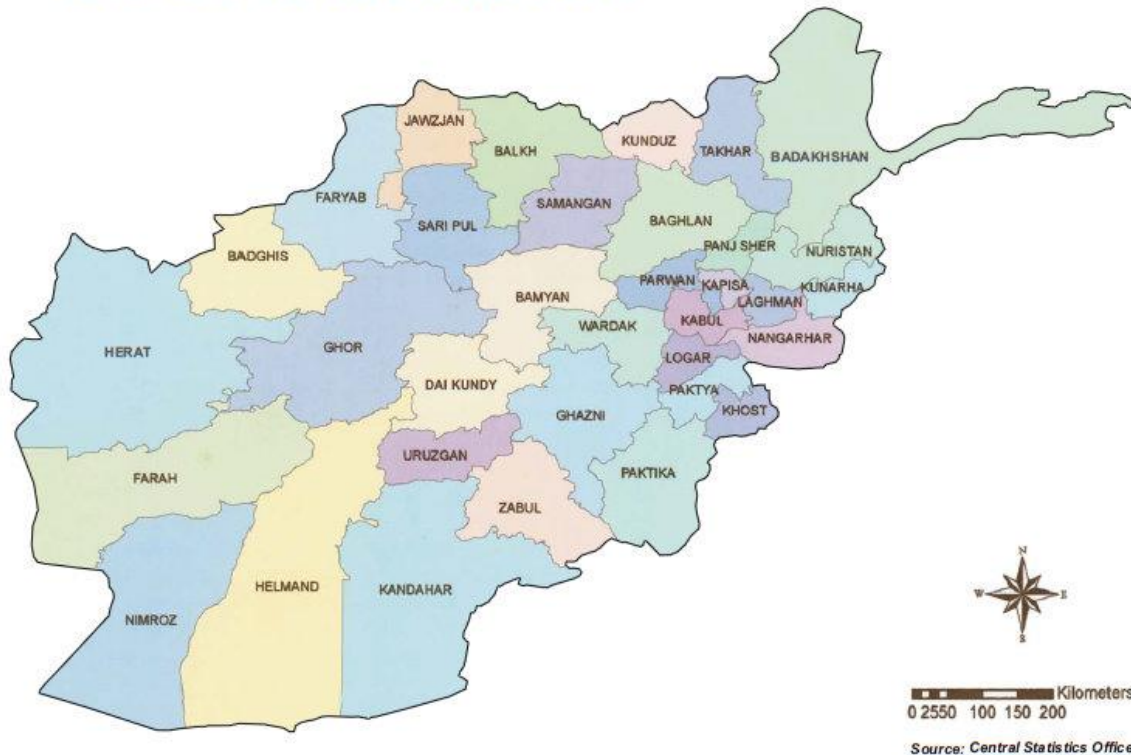 JAWZJAN
BALKH
KUNDUZ
TAKHAR
BADAKHSHAN
FARYAB
SARI PUL
SAMANGAN
BAGHLAN
PANJ SHER
NURISTAN
BADGHIS
BAMYAN
PARWAN
KAPISA
KUNARHA
LAGHMAN
HERAT
GHOR
WARDAK
KABUL
NANGARHAR
LOGAR
DAI KUNDY
PAKTYA
GHAZNI
KHOST
URUZGAN
FARAH
PAKTIKA
ZABUL
HELMAND
KANDAHAR
NIMROZ
N
W
E
S
Kilometers
0 2550 100 150 200
Source: Central Statistics Office